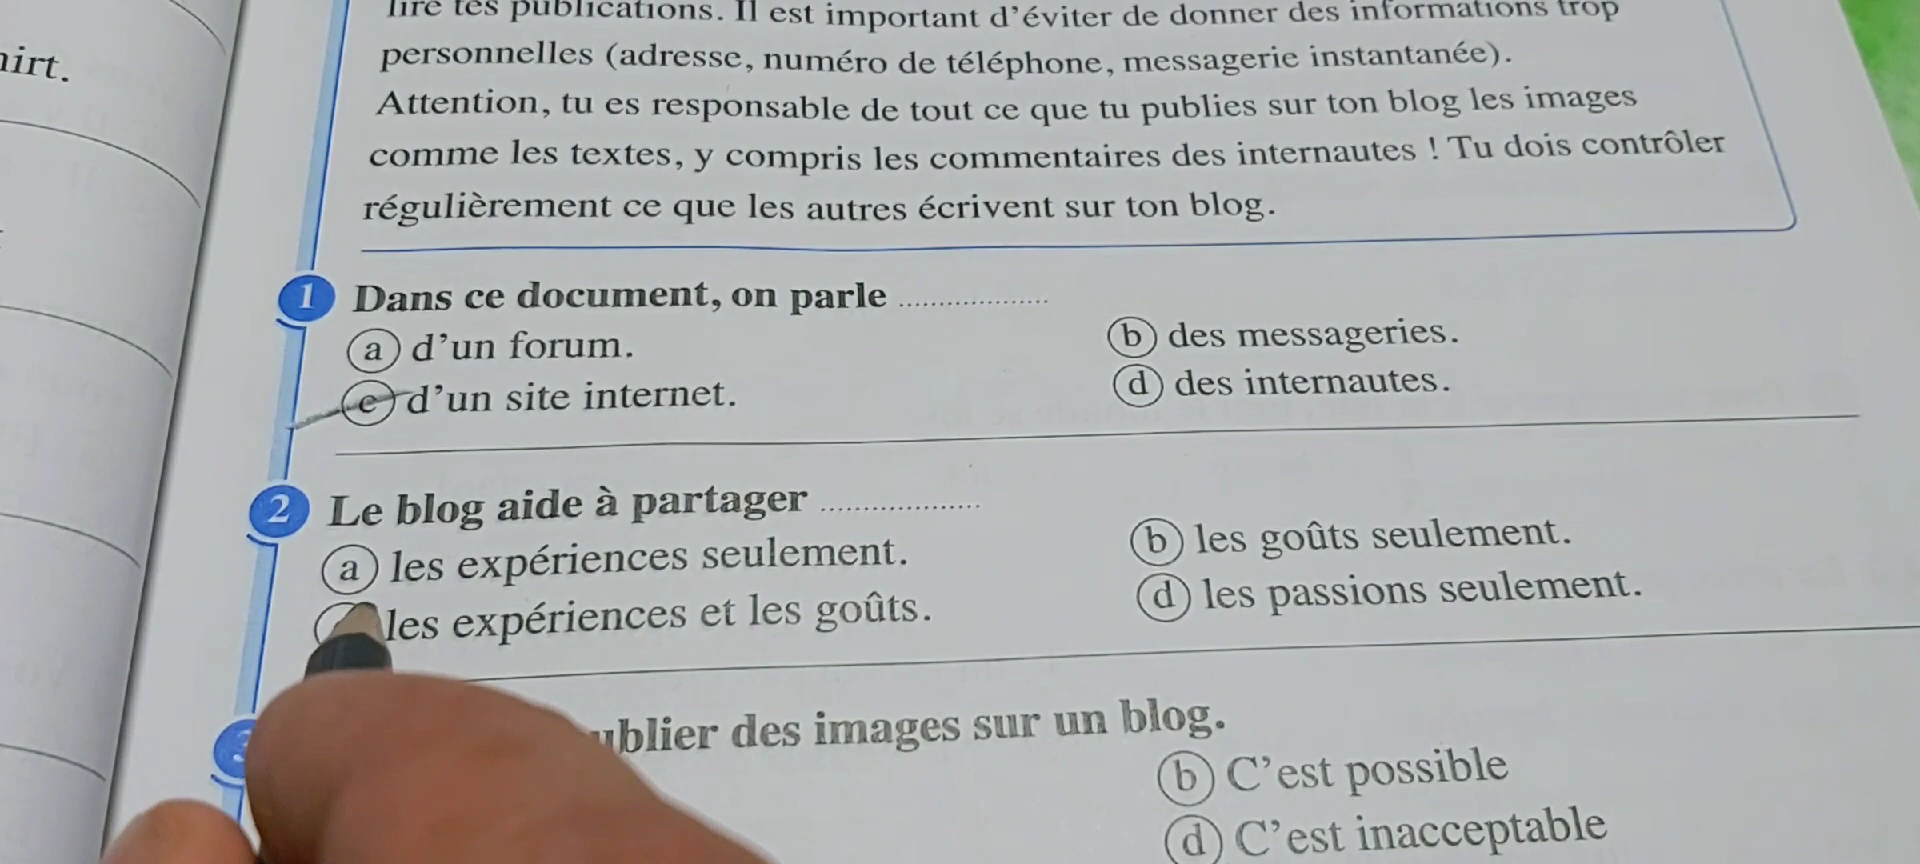 lire tes publications. Il est important d'éviter de donner des informations trop
personnelles (adresse, numéro de téléphone, messagerie instantanée).
Attention, tu es responsable de tout ce que tu publies sur ton blog les images
comme les textes, y compris les commentaires des internautes ! Tu dois contrôler
régulièrement ce que les autres écrivent sur ton blog.
1 Dans ce document, on parle ..................
a d'un forum.
b des messageries.
c d'un site internet.
d des internautes.
2 Le blog aide à partager ..................
a les expériences seulement.
b les goûts seulement.
les expériences et les goûts.
d les passions seulement.
3 des images sur un blog.
b C'est possible
d C'est inacceptable